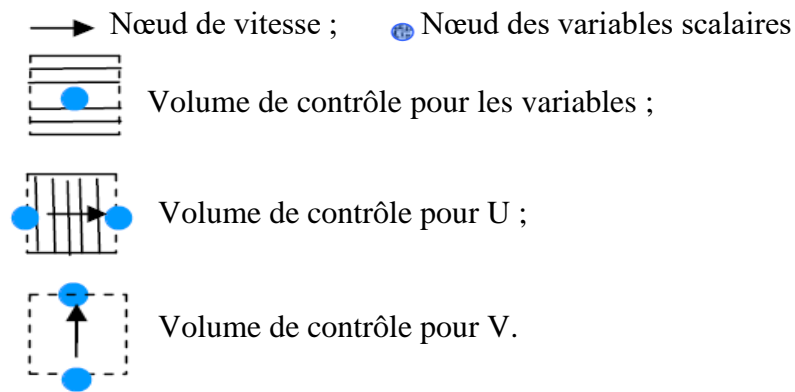 Nœud de vitesse ; Nœud des variables scalaires
Volume de contrôle pour les variables ;
Volume de contrôle pour U ;
Volume de contrôle pour V.